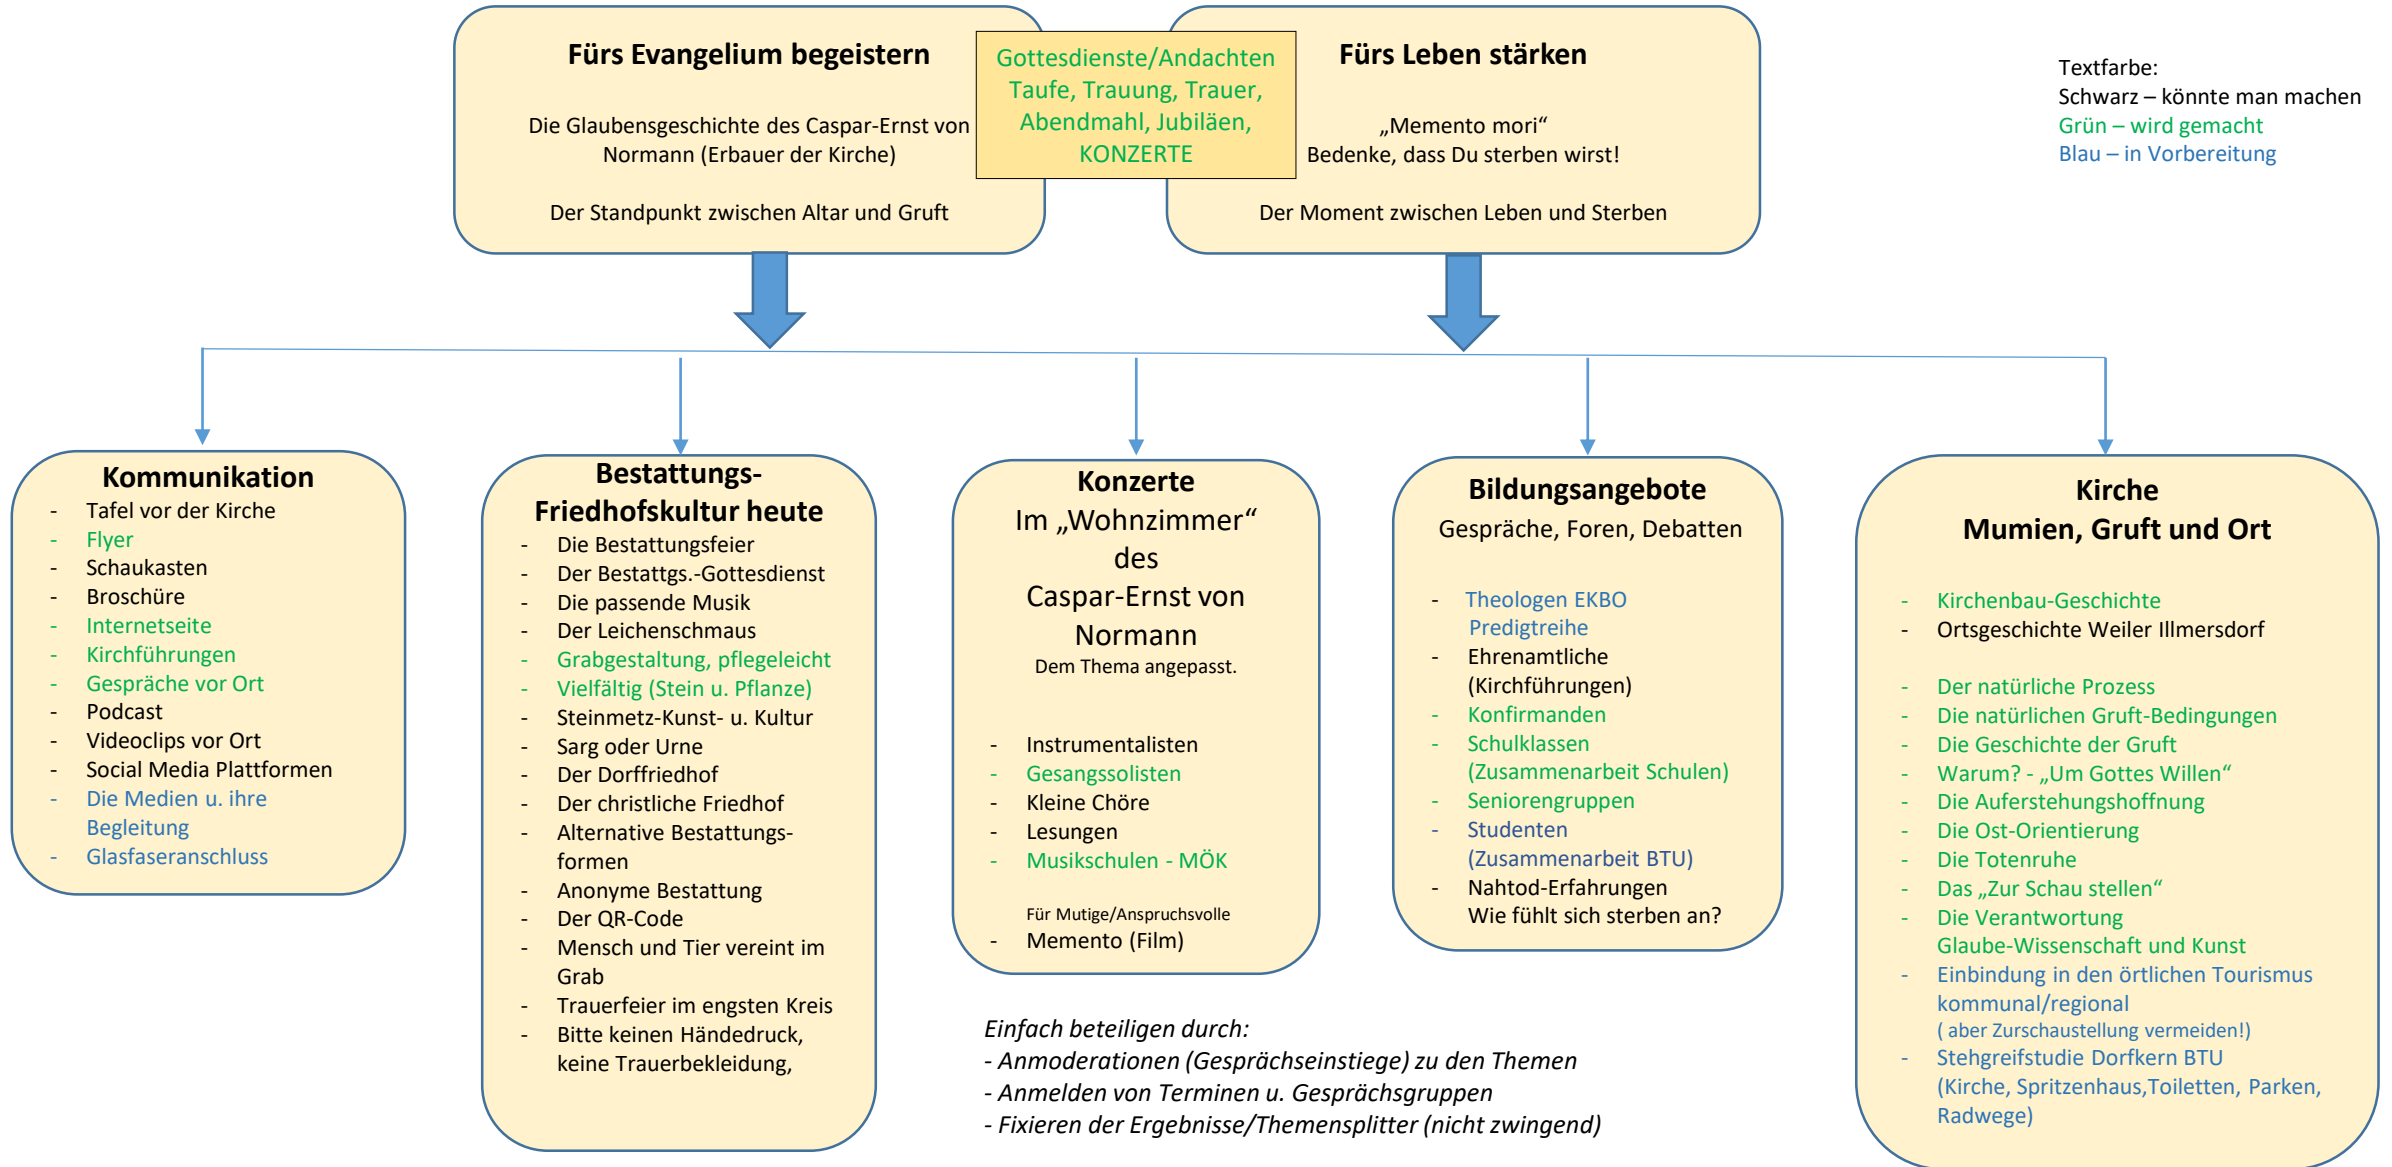 Fürs Evangelium begeistern
Die Glaubensgeschichte des Caspar-Ernst von
Normann (Erbauer der Kirche)
Der Standpunkt zwischen Altar und Gruft
Gottesdienste/Andachten
Taufe, Trauung, Trauer,
Abendmahl, Jubiläen,
KONZERTE
Fürs Leben stärken
„Memento mori“
Bedenke, dass Du sterben wirst!
Der Moment zwischen Leben und Sterben
Textfarbe:
Schwarz – könnte man machen
Grün – wird gemacht
Blau – in Vorbereitung
Kommunikation
- Tafel vor der Kirche
- Flyer
- Schaukasten
- Broschüre
- Internetseite
- Kirchführungen
- Gespräche vor Ort
- Podcast
- Videoclips vor Ort
- Social Media Plattformen
- Die Medien u. ihre
Begleitung
- Glasfaseranschluss
Bestattungs-
Friedhofskultur heute
- Die Bestattungsfeier
- Der Bestattgs.-Gottesdienst
- Die passende Musik
- Der Leichenschmaus
- Grabgestaltung, pflegeleicht
- Vielfältig (Stein u. Pflanze)
- Steinmetz-Kunst- u. Kultur
- Sarg oder Urne
- Der Dorffriedhof
- Der christliche Friedhof
- Alternative Bestattungs-
formen
- Anonyme Bestattung
- Der QR-Code
- Mensch und Tier vereint im
Grab
- Trauerfeier im engsten Kreis
- Bitte keinen Händedruck,
keine Trauerbekleidung,
Konzerte
Im „Wohnzimmer“
des
Caspar-Ernst von
Normann
Dem Thema angepasst.
- Instrumentalisten
- Gesangssolisten
- Kleine Chöre
- Lesungen
- Musikschulen - MÖK
Für Mutige/Anspruchsvolle
- Memento (Film)
Bildungsangebote
Gespräche, Foren, Debatten
- Theologen EKBO
Predigtreihe
- Ehrenamtliche
(Kirchführungen)
- Konfirmanden
- Schulklassen
(Zusammenarbeit Schulen)
- Seniorengruppen
- Studenten
(Zusammenarbeit BTU)
- Nahtod-Erfahrungen
Wie fühlt sich sterben an?
Kirche
Mumien, Gruft und Ort
- Kirchenbau-Geschichte
- Ortsgeschichte Weiler Illmersdorf
- Der natürliche Prozess
- Die natürlichen Gruft-Bedingungen
- Die Geschichte der Gruft
- Warum? - „Um Gottes Willen“
- Die Auferstehungshoffnung
- Die Ost-Orientierung
- Die Totenruhe
- Das „Zur Schau stellen“
- Die Verantwortung
Glaube-Wissenschaft und Kunst
- Einbindung in den örtlichen Tourismus
kommunal/regional
( aber Zurschaustellung vermeiden!)
- Stehgreifstudie Dorfkern BTU
(Kirche, Spritzenhaus,Toiletten, Parken,
Radwege)
Einfach beteiligen durch:
- Anmoderationen (Gesprächseinstiege) zu den Themen
- Anmelden von Terminen u. Gesprächsgruppen
- Fixieren der Ergebnisse/Themensplitter (nicht zwingend)